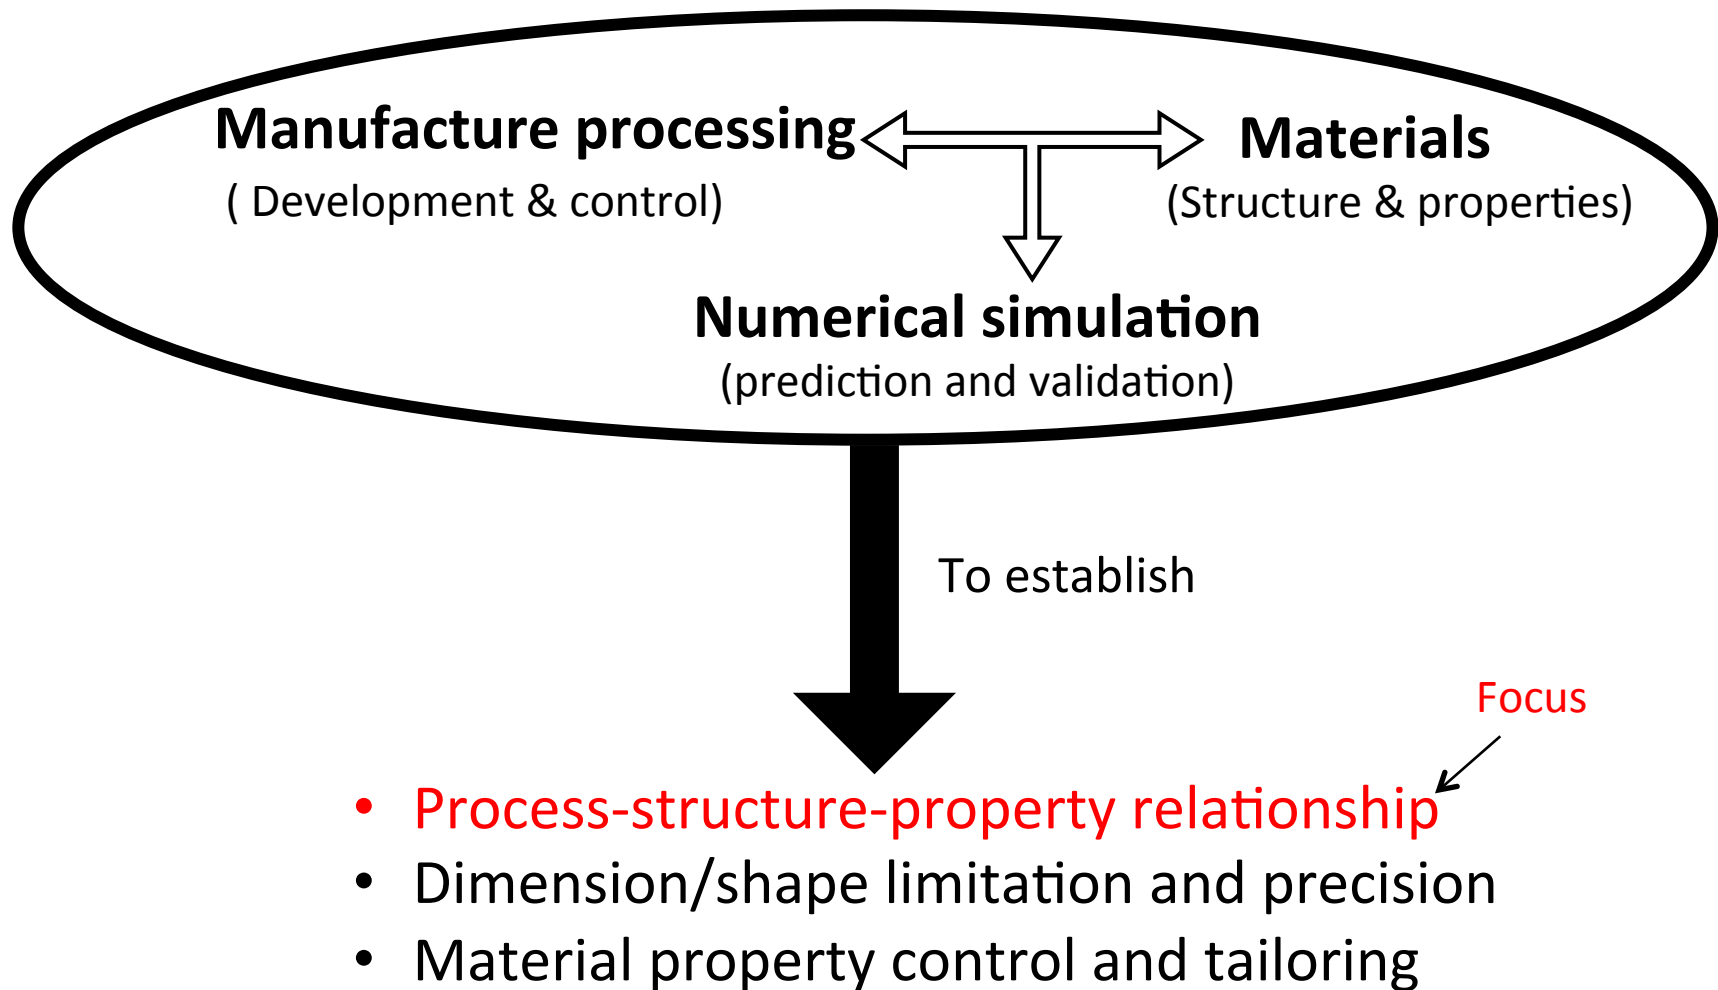 Manufacture processing
Materials
( Development & control)
(Structure & properties)
Numerical simulation
(prediction and validation)
To establish
Focus
• Process-structure-property relationship
• Dimension/shape limitation and precision
• Material property control and tailoring